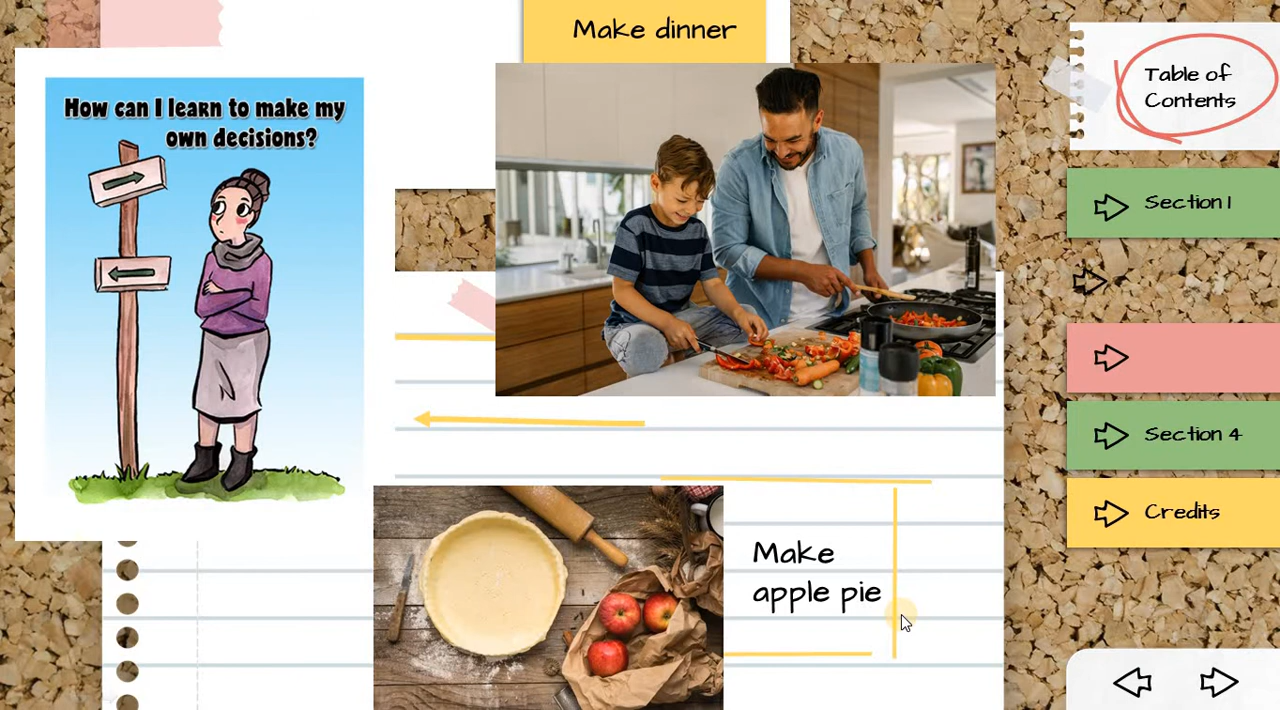 Make dinner
How can I learn to make my
own decisions?
Table of
Contents
Section 1
Section 4
Credits
Make
apple pie